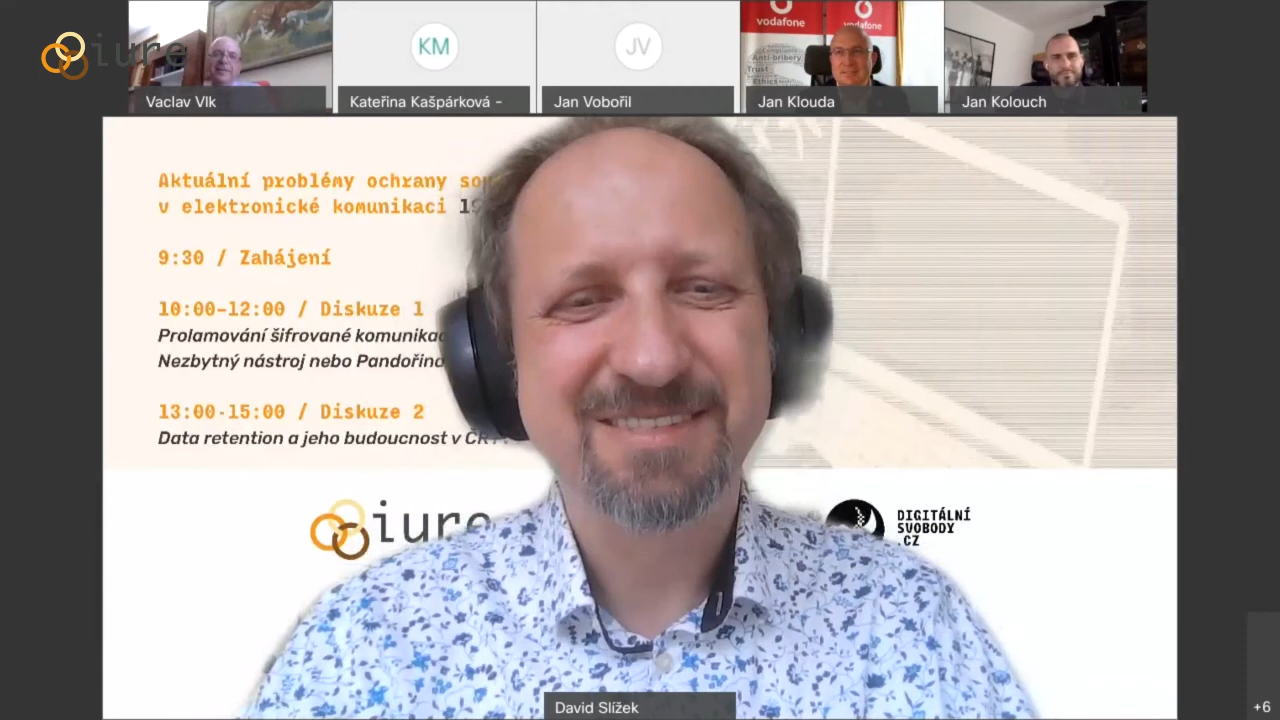 iure
vodafone
vodafone
Compliance
Anti-bribery
Trust
Ethics
KM
JV
Vaclav Vlk
Kateřina Kašpárková -
Jan Vobořil
Jan Klouda
Jan Kolouch
Aktuální problémy ochrany
v elektronické komunikaci
9:30 / Zahájení
10:00–12:00 / Diskuze 1
Prolamování šifrované
Nezbytný nástroj nebo
13:00-15:00 / Diskuze 2
Data retention a jeho budoucnost v
iure
DIGITÁLNÍ
SVOBODY
.CZ
David Slížek
+6